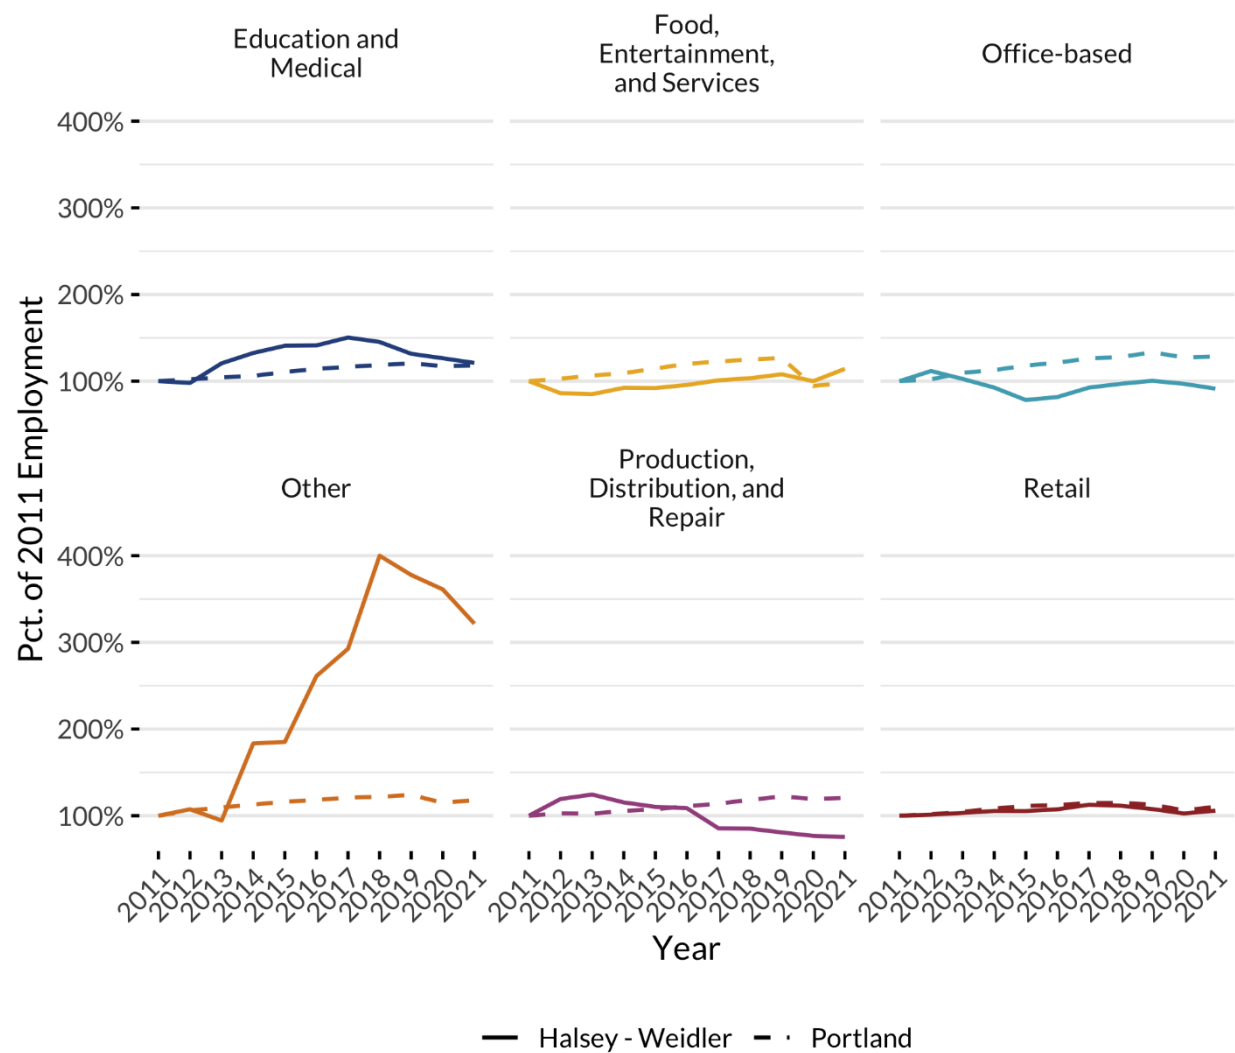 Education and
Medical
Food,
Entertainment,
and Services
Office-based
400%
300%
200%
100%
Pct. of 2011 Employment
Other
Production,
Distribution, and
Repair
Retail
400%
300%
200%
100%
2011 2012 2013 2014 2015 2016 2017 2018 2019 2020 2021
2011 2012 2013 2014 2015 2016 2017 2018 2019 2020 2021
2011 2012 2013 2014 2015 2016 2017 2018 2019 2020 2021
Year
Halsey - Weidler
Portland